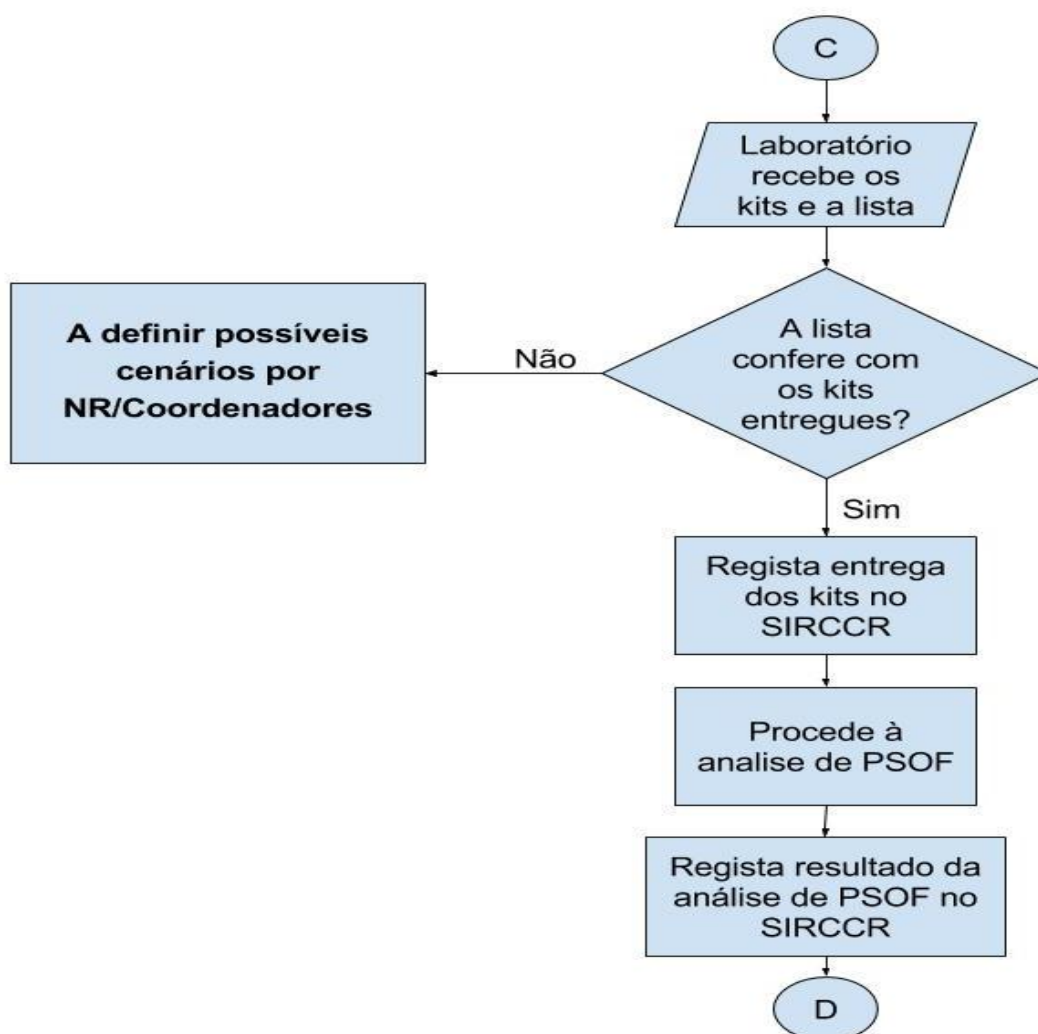 C
Laboratório
recebe os
kits e a lista
A lista
confere com
os kits
entregues?
Não
A definir possíveis
cenários por
NR/Coordenadores
Sim
Regista entrega
dos kits no
SIRCCR
Procede à
analise de PSOF
Regista resultado da
análise de PSOF no
SIRCCR
D